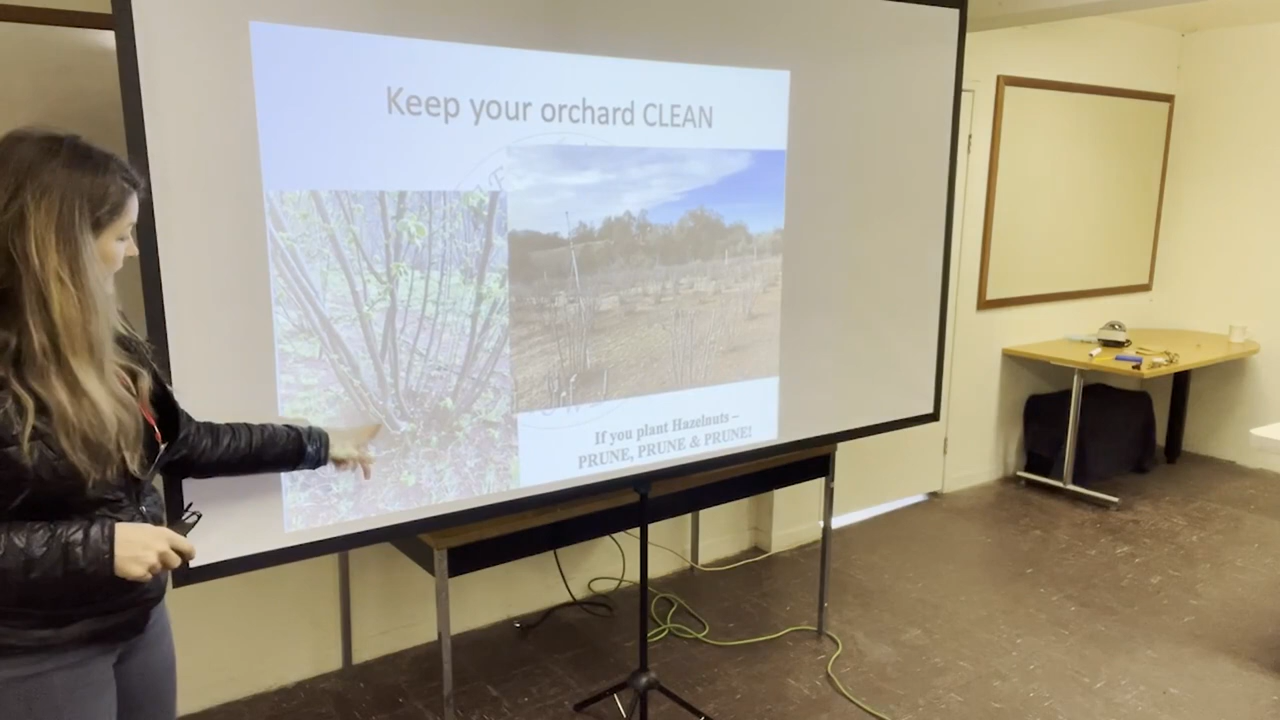 Keep your orchard CLEAN
If you plant Hazelnuts –
PRUNE, PRUNE & PRUNE!